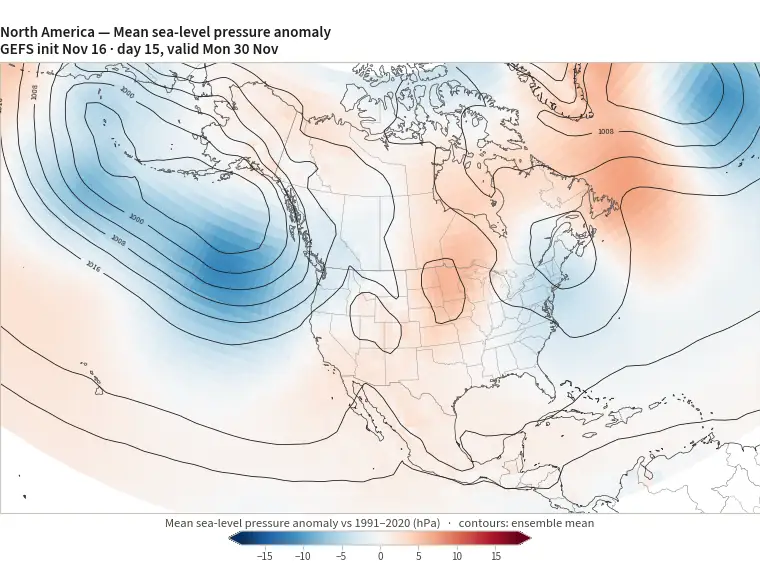 North America — Mean sea-level pressure anomaly
GEFS init Nov 16 · day 15, valid Mon 30 Nov
1008
1000
1008
1000
1008
1016
Mean sea-level pressure anomaly vs 1991–2020 (hPa) · contours: ensemble mean
−15 −10 −5 0 5 10 15